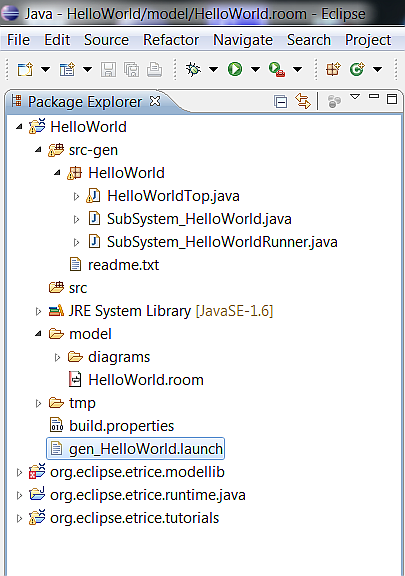 Java - HelloWorld/model/HelloWorld.room - Eclipse
File Edit Source Refactor Navigate Search Project
Package Explorer
HelloWorld
src-gen
HelloWorld
HelloWorldTop.java
SubSystem_HelloWorld.java
SubSystem_HelloWorldRunner.java
readme.txt
src
JRE System Library [JavaSE-1.6]
model
diagrams
HelloWorld.room
tmp
build.properties
gen_HelloWorld.launch
org.eclipse.etrice.modellib
org.eclipse.etrice.runtime.java
org.eclipse.etrice.tutorials